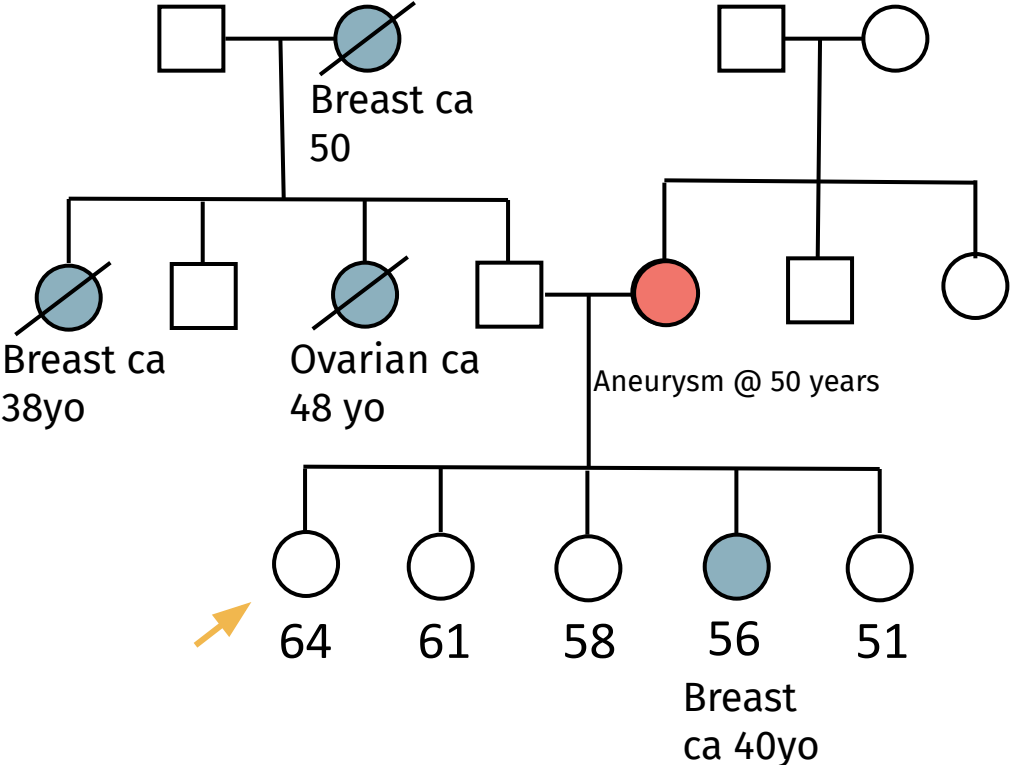 Breast ca
50
Breast ca
38yo
Ovarian ca
48 yo
Aneurysm @ 50 years
64
61
58
56
51
Breast
ca 40yo